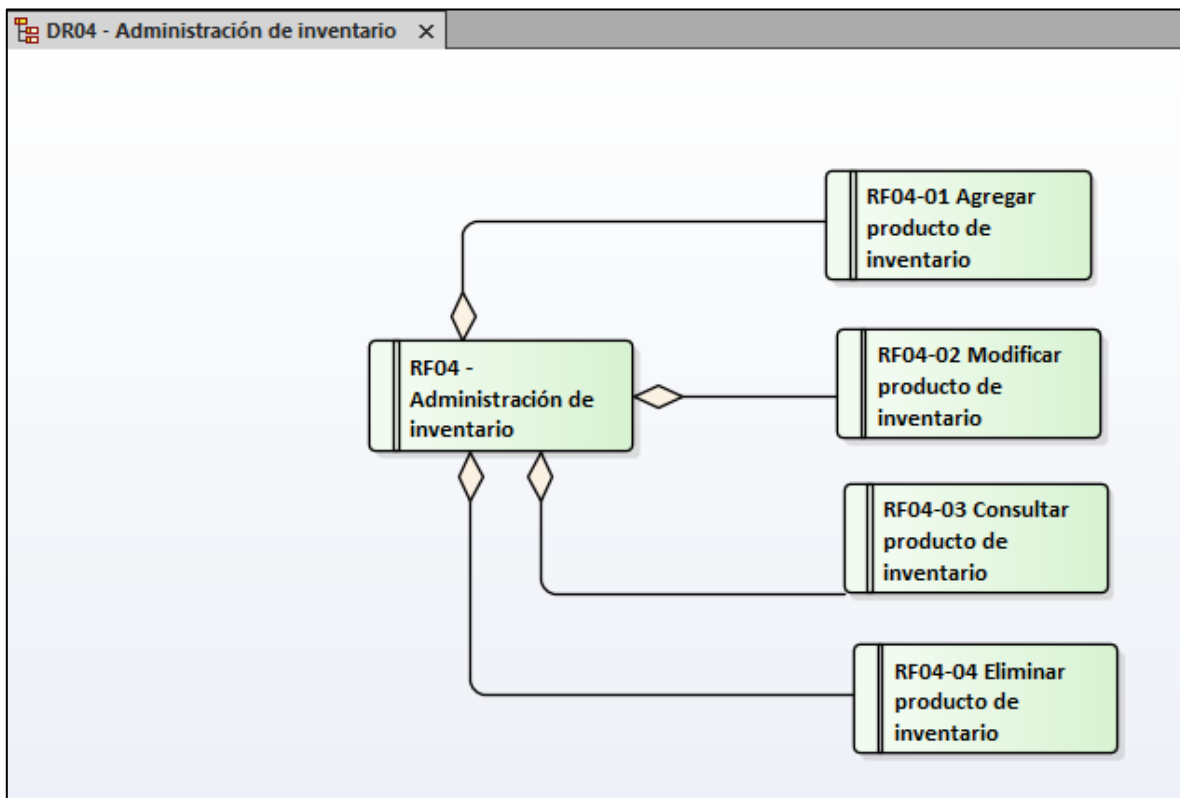 DR04 - Administración de inventario
RF04-01 Agregar
producto de
inventario
RF04 -
Administración de
inventario
RF04-02 Modificar
producto de
inventario
RF04-03 Consultar
producto de
inventario
RF04-04 Eliminar
producto de
inventario